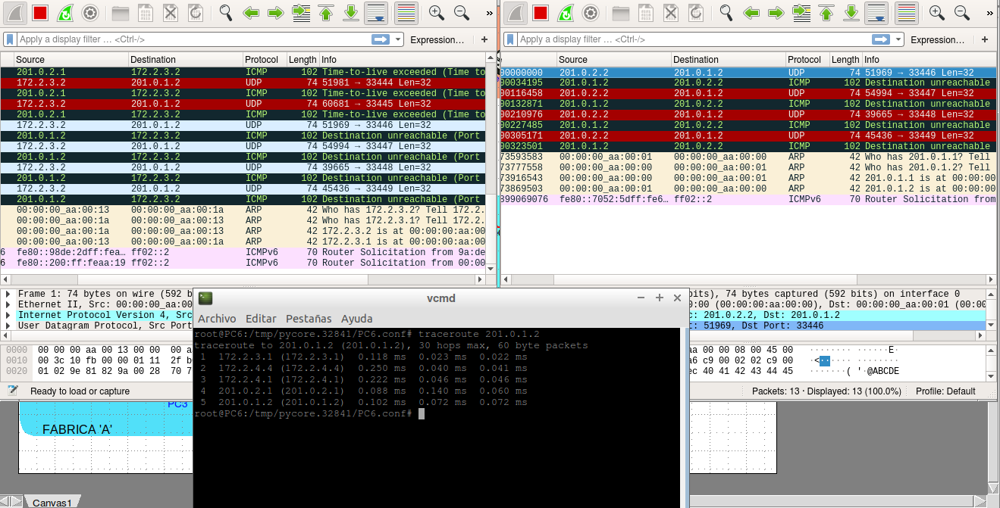 »
»
Apply a display filter ... <Ctrl-/>
Expression...
+
Apply a display filter ... <Ctrl-/>
Expression...
+
Source Destination Protocol Length Info
201.0.2.1 172.2.3.2 ICMP 102 Time-to-live exceeded (Time to
172.2.3.2 201.0.1.2 UDP 74 51981 → 33444 Len=32
201.0.2.1 172.2.3.2 ICMP 102 Time-to-live exceeded (Time to
172.2.3.2 201.0.1.2 UDP 74 60681 → 33445 Len=32
201.0.2.1 172.2.3.2 ICMP 102 Time-to-live exceeded (Time to
172.2.3.2 201.0.1.2 UDP 74 51969 → 33446 Len=32
201.0.1.2 172.2.3.2 ICMP 102 Destination unreachable (Port
172.2.3.2 201.0.1.2 UDP 74 54994 → 33447 Len=32
201.0.1.2 172.2.3.2 ICMP 102 Destination unreachable (Port
172.2.3.2 201.0.1.2 UDP 74 39665 → 33448 Len=32
201.0.1.2 172.2.3.2 ICMP 102 Destination unreachable (Port
172.2.3.2 201.0.1.2 UDP 74 45436 → 33449 Len=32
201.0.1.2 172.2.3.2 ICMP 102 Destination unreachable (Port
00:00:00_aa:00:13 00:00:00_aa:00:1a ARP 42 Who has 172.2.3.2? Tell 172.2.
00:00:00_aa:00:1a 00:00:00_aa:00:13 ARP 42 Who has 172.2.3.1? Tell 172.2.
00:00:00_aa:00:1a 00:00:00_aa:00:13 ARP 42 172.2.3.2 is at 00:00:00:aa:00
00:00:00_aa:00:13 00:00:00_aa:00:1a ARP 42 172.2.3.1 is at 00:00:00:aa:00
6 fe80::98de:2dff:fea... ff02::2 ICMPv6 70 Router Solicitation from 9a:de
6 fe80::200:ff:feaa:19 ff02::2 ICMPv6 70 Router Solicitation from 00:00
Source Destination Protocol Length Info
00000000 201.0.2.2 201.0.1.2 UDP 74 51969 → 33446 Len=32
00034195 201.0.1.2 201.0.2.2 ICMP 102 Destination unreachable
00116458 201.0.2.2 201.0.1.2 UDP 74 54994 → 33447 Len=32
00132871 201.0.1.2 201.0.2.2 ICMP 102 Destination unreachable
00210976 201.0.2.2 201.0.1.2 UDP 74 39665 → 33448 Len=32
00227485 201.0.1.2 201.0.2.2 ICMP 102 Destination unreachable
00305171 201.0.2.2 201.0.1.2 UDP 74 45436 → 33449 Len=32
00323501 201.0.1.2 201.0.2.2 ICMP 102 Destination unreachable
73593583 00:00:00_aa:00:01 00:00:00_aa:00:00 ARP 42 Who has 201.0.1.1? Tell
73777558 00:00:00_aa:00:00 00:00:00_aa:00:01 ARP 42 Who has 201.0.1.2? Tell
73916543 00:00:00_aa:00:00 00:00:00_aa:00:01 ARP 42 201.0.1.1 is at 00:00:00
73869503 00:00:00_aa:00:01 00:00:00_aa:00:00 ARP 42 201.0.1.2 is at 00:00:00
399069076 fe80::7052:5dff:fe6... ff02::2 ICMPv6 70 Router Solicitation from
Frame 1: 74 bytes on wire (592 b
Ethernet II, Src: 00:00:00_aa:00
Internet Protocol Version 4, Src
User Datagram Protocol, Src Port
bits), 74 bytes captured (592 bits) on interface 0
0:00 (00:00:00:aa:00:00), Dst: 00:00:00_aa:00:01 (00:00
c: 201.0.2.2, Dst: 201.0.1.2
: 51969, Dst Port: 33446
0000 00 00 00 aa 00 13 00 00 00 a
0010 00 3c 10 fb 00 00 01 11 2f b
0020 01 02 9e 81 82 9a 00 28 70 7
aa 00 00 08 00 45 00 ········ ······E·
a6 c9 00 02 02 c9 00 ·<··
ec 40 41 42 43 44 45 ·······( '·@ABCDE
Ready to load or capture
Packets: 13 · Displayed: 13 (100.0%) Profile: Default
vcmd
− + ×
Archivo Editar Pestañas Ayuda
root@PC6:/tmp/pycore.32841/PC6.conf# traceroute 201.0.1.2
traceroute to 201.0.1.2 (201.0.1.2), 30 hops max, 60 byte packets
1 172.2.3.1 (172.2.3.1) 0.118 ms 0.023 ms 0.022 ms
2 172.2.4.4 (172.2.4.4) 0.250 ms 0.040 ms 0.041 ms
3 172.2.4.1 (172.2.4.1) 0.222 ms 0.046 ms 0.046 ms
4 201.0.2.1 (201.0.2.1) 0.088 ms 0.140 ms 0.060 ms
5 201.0.1.2 (201.0.1.2) 0.102 ms 0.072 ms 0.072 ms
root@PC6:/tmp/pycore.32841/PC6.conf#
PC3
FABRICA 'A'
Canvas1